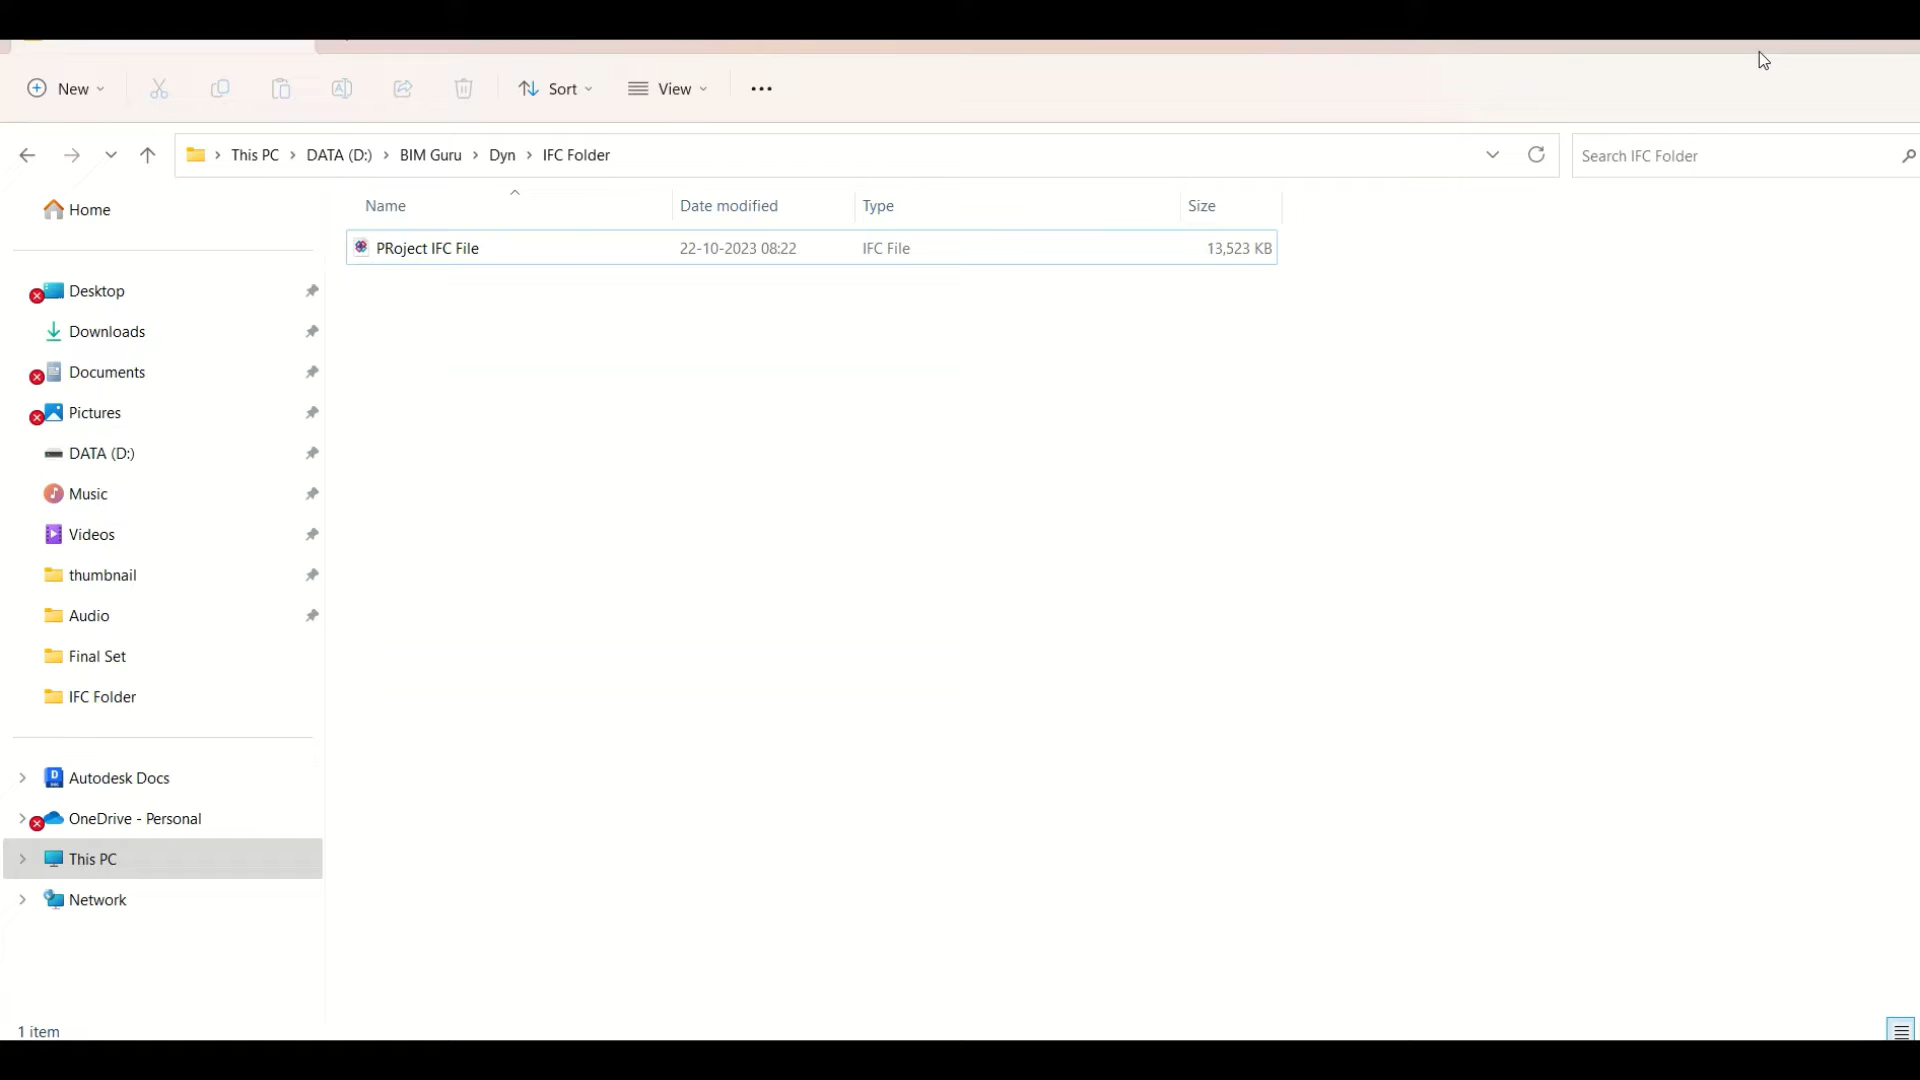 New
Sort
View
This PC
DATA (D:)
BIM Guru
Dyn
IFC Folder
Search IFC Folder
Name
Date modified
Type
Size
PRoject IFC File
22-10-2023 08:22
IFC File
13,523 KB
Home
Desktop
Downloads
Documents
Pictures
DATA (D:)
Music
Videos
thumbnail
Audio
Final Set
IFC Folder
Autodesk Docs
OneDrive - Personal
This PC
Network
1 item